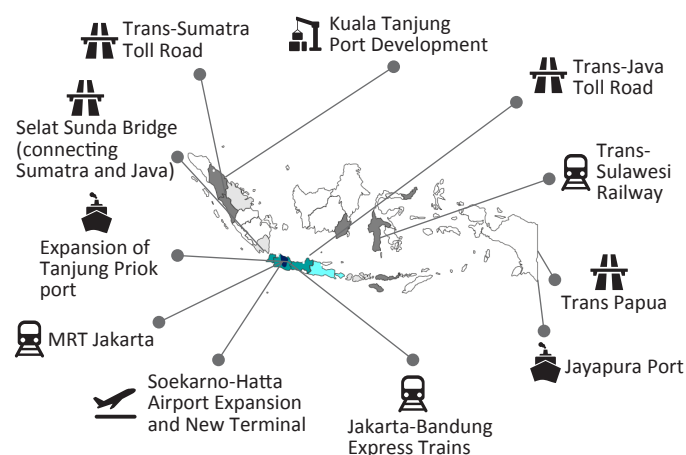 Trans-Sumatra
Toll Road
Kuala Tanjung
Port Development
Trans-Java
Toll Road
Selat Sunda Bridge
(connecting
Sumatra and Java)
Trans-
Sulawesi
Railway
Expansion of
Tanjung Priok
port
Trans Papua
MRT Jakarta
Jayapura Port
Soekarno-Hatta
Airport Expansion
and New Terminal
Jakarta-Bandung
Express Trains